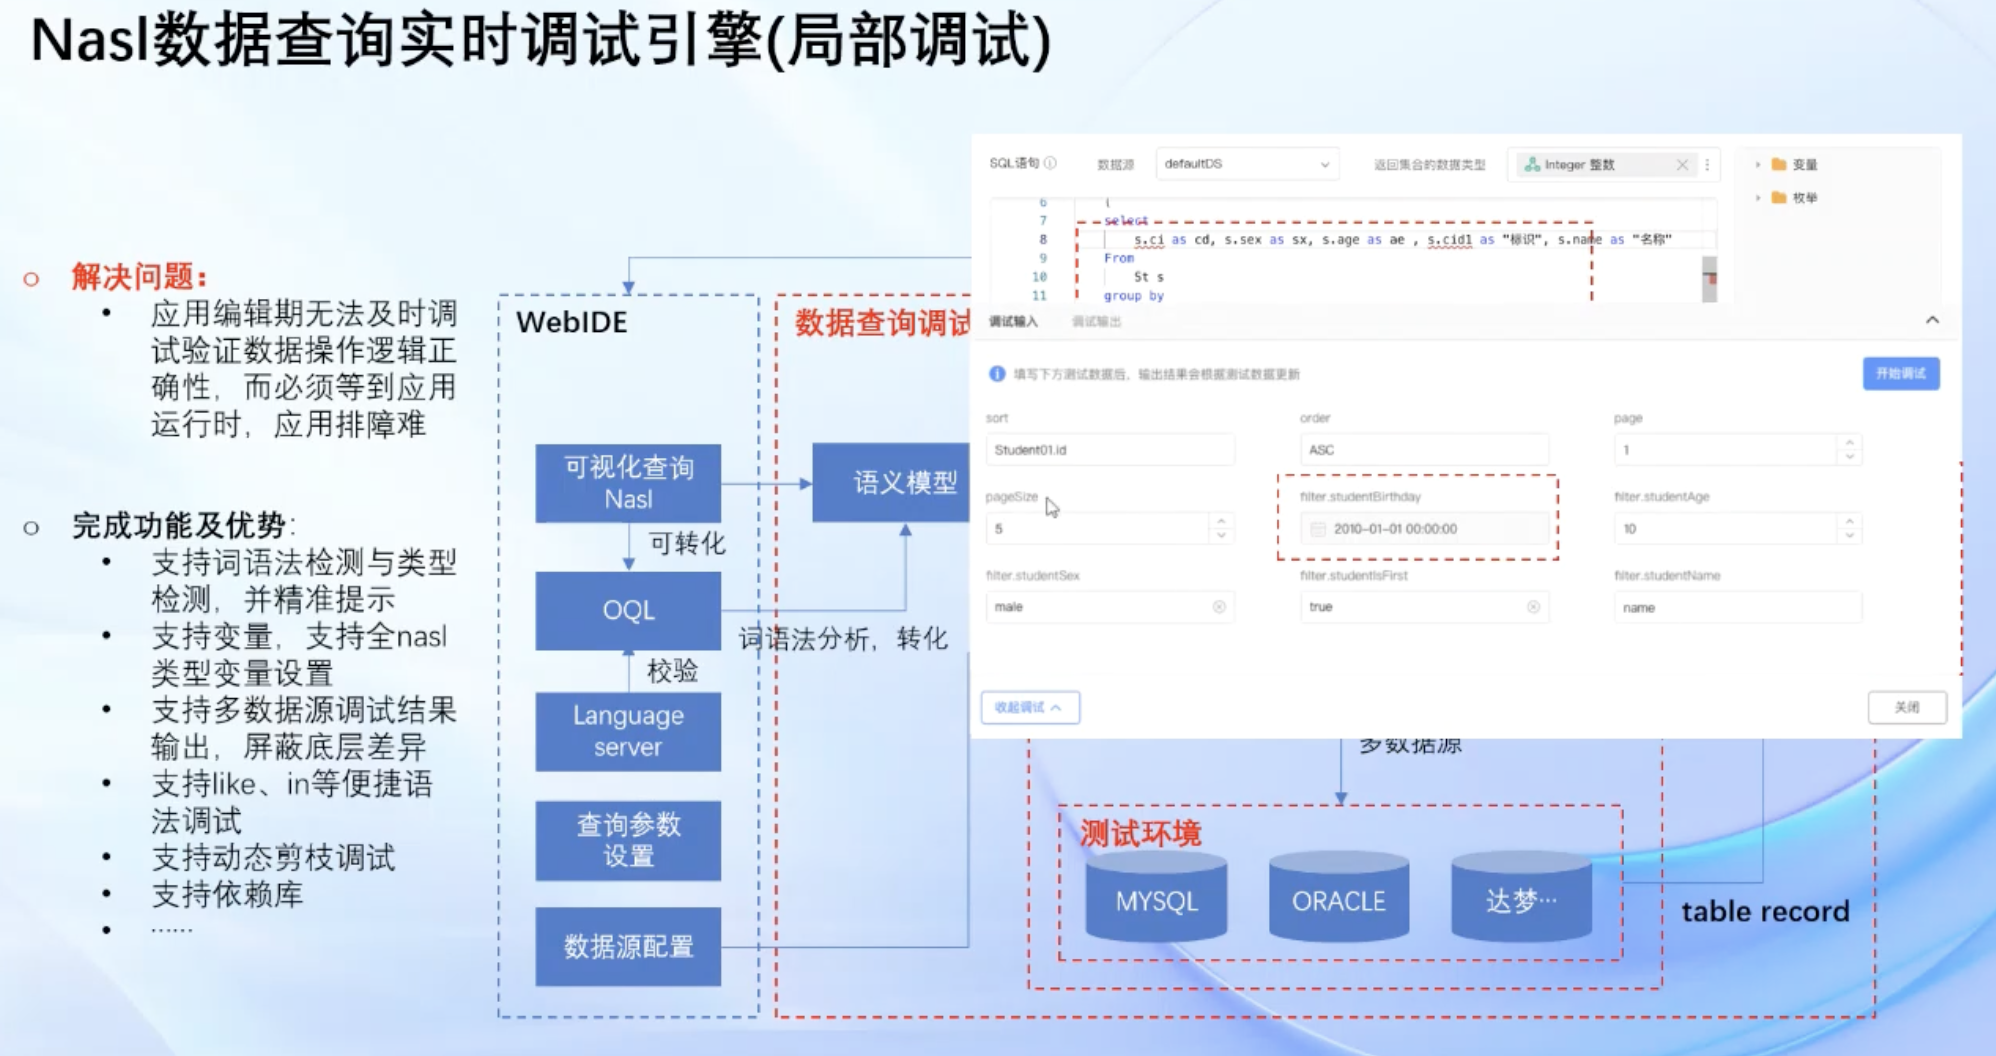 Nasl数据查询实时调试引擎(局部调试)
解决问题:
应用编辑期无法及时调
试验证数据操作逻辑正
确性，而必须等到应用
运行时，应用排障难
完成功能及优势:
支持词语法检测与类型
检测，并精准提示
支持变量，支持全nasl
类型变量设置
支持多数据源调试结果
输出，屏蔽底层差异
支持like、in等便捷语
法调试
支持动态剪枝调试
支持依赖库
······
WebIDE
可视化查询
Nasl
可转化
OQL
校验
Language
server
查询参数
设置
数据源配置
数据查询调试
语义模型
词语法分析，转化
SQL语句
数据源
defaultDS
返回集合的数据类型
Integer 整数
变量
枚举
6 (
7 select
8 s.ci as cd, s.sex as sx, s.age as ae , s.cid1 as "标识", s.name as "名称"
9 From
10 St s
11 group by
调试输入
调试输出
填写下方测试数据后，输出结果会根据测试数据更新
开始调试
sort
order
page
Student01.id
ASC
1
pageSize
filter.studentBirthday
filter.studentAge
5
2010-01-01 00:00:00
10
filter.studentSex
filter.studentIsFirst
filter.studentName
male
true
name
收起调试
关闭
多数据源
测试环境
MYSQL
ORACLE
达梦···
table record